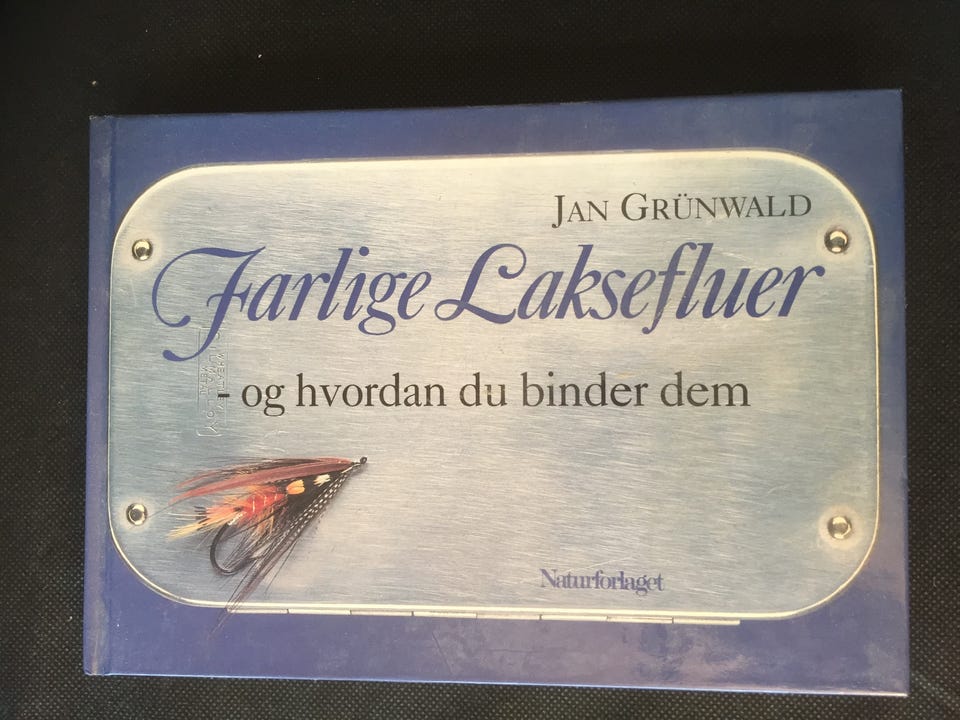 JAN GRÜNWALD
Farlige Laksefluer
- og hvordan du binder dem
Naturforlaget